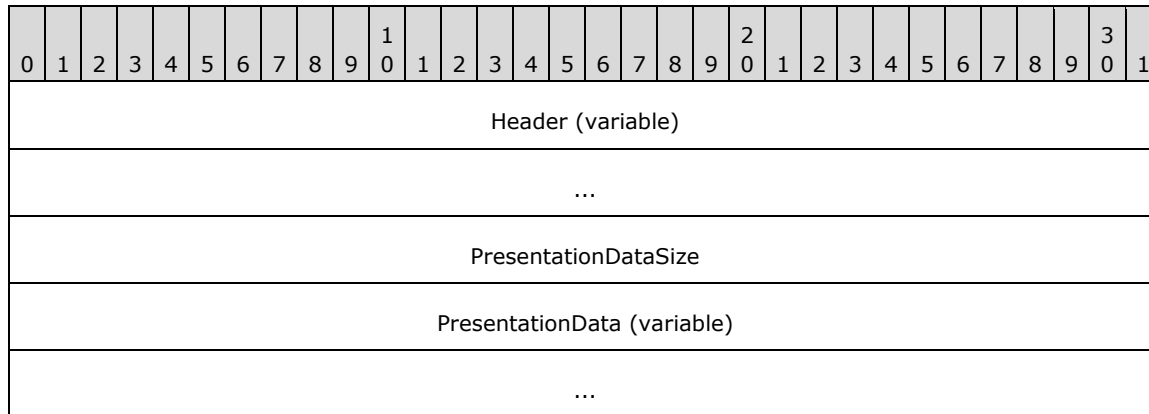 1 2 3
0 1 2 3 4 5 6 7 8 9 0 1 2 3 4 5 6 7 8 9 0 1 2 3 4 5 6 7 8 9 0 1
Header (variable)
...
PresentationDataSize
PresentationData (variable)
...